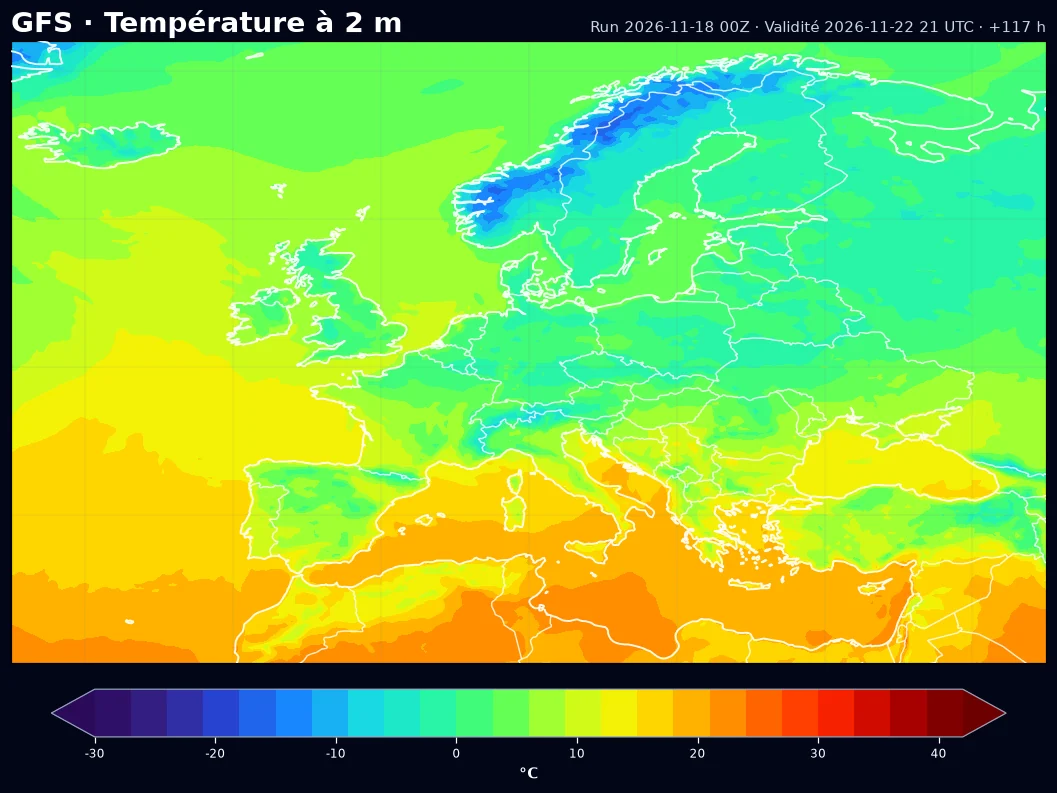 GFS · Température à 2 m
Run 2026-11-18 00Z · Validité 2026-11-22 21 UTC · +117 h
-30 -20 -10 0 10 20 30 40
°C